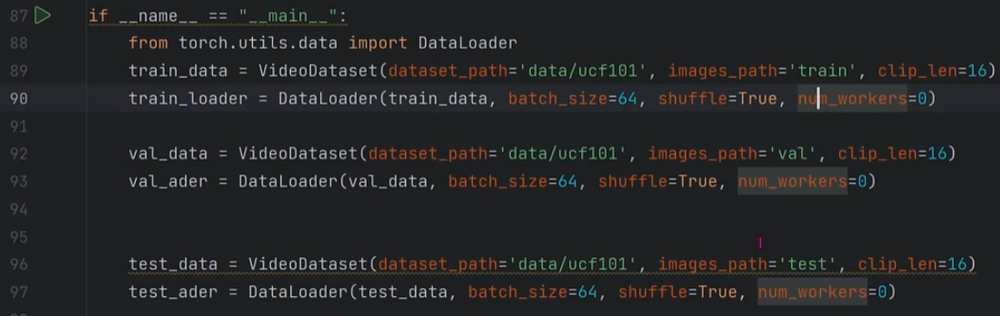 87 if __name__ == "__main__":
88 from torch.utils.data import DataLoader
89 train_data = VideoDataset(dataset_path='data/ucf101', images_path='train', clip_len=16)
90 train_loader = DataLoader(train_data, batch_size=64, shuffle=True, num_workers=0)
91
92 val_data = VideoDataset(dataset_path='data/ucf101', images_path='val', clip_len=16)
93 val_ader = DataLoader(val_data, batch_size=64, shuffle=True, num_workers=0)
94
95
96 test_data = VideoDataset(dataset_path='data/ucf101', images_path='test', clip_len=16)
97 test_ader = DataLoader(test_data, batch_size=64, shuffle=True, num_workers=0)